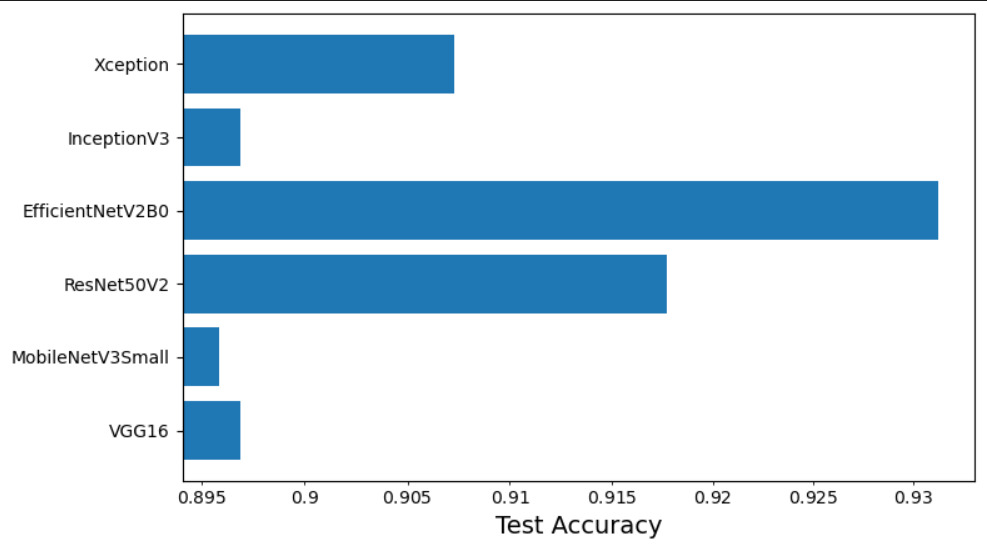 Xception
InceptionV3
EfficientNetV2B0
ResNet50V2
MobileNetV3Small
VGG16
0.895 0.9 0.905 0.91 0.915 0.92 0.925 0.93
Test Accuracy